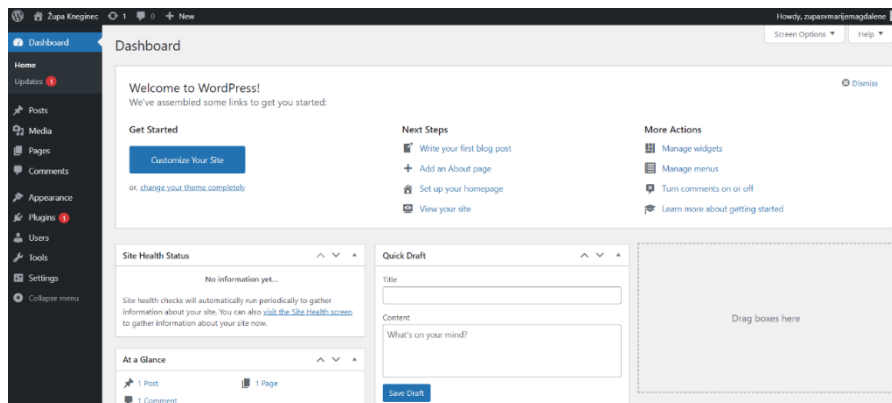 Župa Kneginec 1 0 + New
Howdy, zupasvmarijemagdalene
Dashboard
Home
Updates 1
Posts
Media
Pages
Comments
Appearance
Plugins 1
Users
Tools
Settings
Collapse menu
Screen Options ▼ Help ▼
Dashboard
Welcome to WordPress!
We've assembled some links to get you started:
Dismiss
Get Started
Customize Your Site
or, change your theme completely
Next Steps
Write your first blog post
Add an About page
Set up your homepage
View your site
More Actions
Manage widgets
Manage menus
Turn comments on or off
Learn more about getting started
Site Health Status
No information yet...
Site health checks will automatically run periodically to gather
information about your site. You can also visit the Site Health screen
to gather information about your site now.
At a Glance
1 Post 1 Page
1 Comment
Quick Draft
Title
Content
What's on your mind?
Save Draft
Drag boxes here